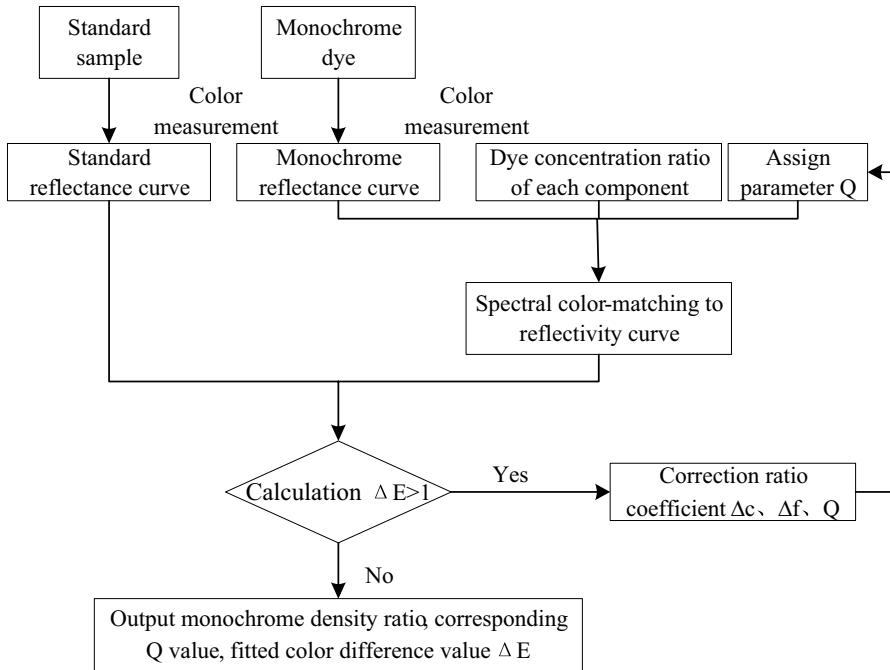 Standard
sample
Monochrome
dye
Color
measurement
Color
measurement
Standard
reflectance curve
Monochrome
reflectance curve
Dye concentration ratio
of each component
Assign
parameter Q
Spectral color-matching to
reflectivity curve
Calculation ΔE>1
Yes
Correction ratio
coefficient Δc、Δf、Q
No
Output monochrome density ratio, corresponding
Q value, fitted color difference value ΔE